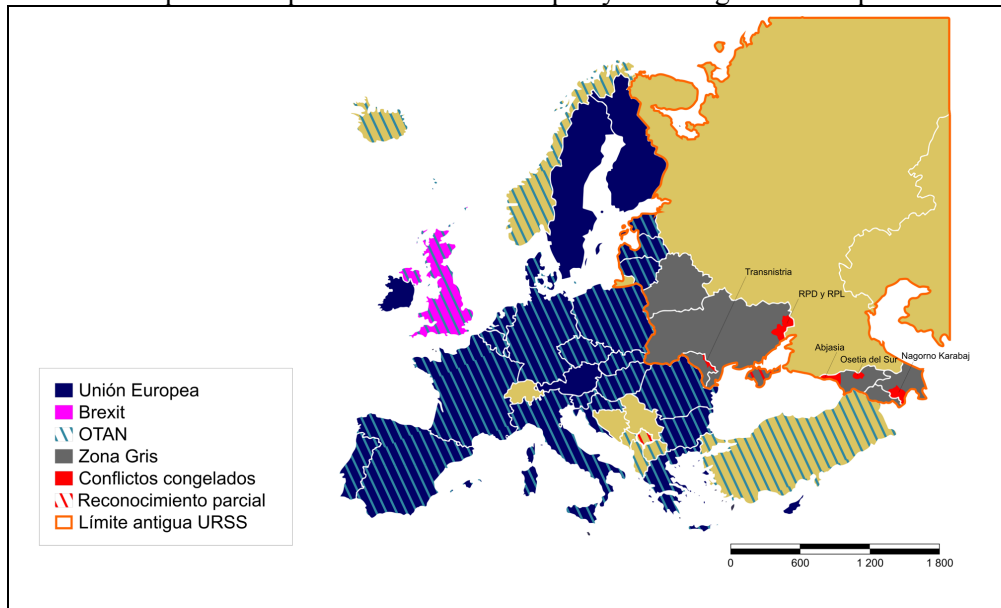 Transnistria
RPD y RPL
Abjasia
Osetia del Sur
Nagorno Karabaj
Unión Europea
Brexit
OTAN
Zona Gris
Conflictos congelados
Reconocimiento parcial
Límite antigua URSS
0 600 1 200 1 800